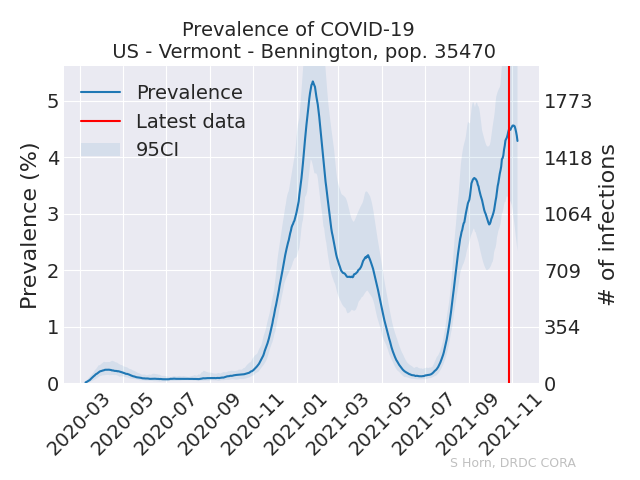 Prevalence of COVID-19
US - Vermont - Bennington, pop. 35470
Prevalence
Latest data
95CI
Prevalence (%)
5
4
3
2
1
0
1773
1418
1064
709
354
0
# of infections
2020-03
2020-05
2020-07
2020-09
2020-11
2021-01
2021-03
2021-05
2021-07
2021-09
2021-11
S Horn, DRDC CORA